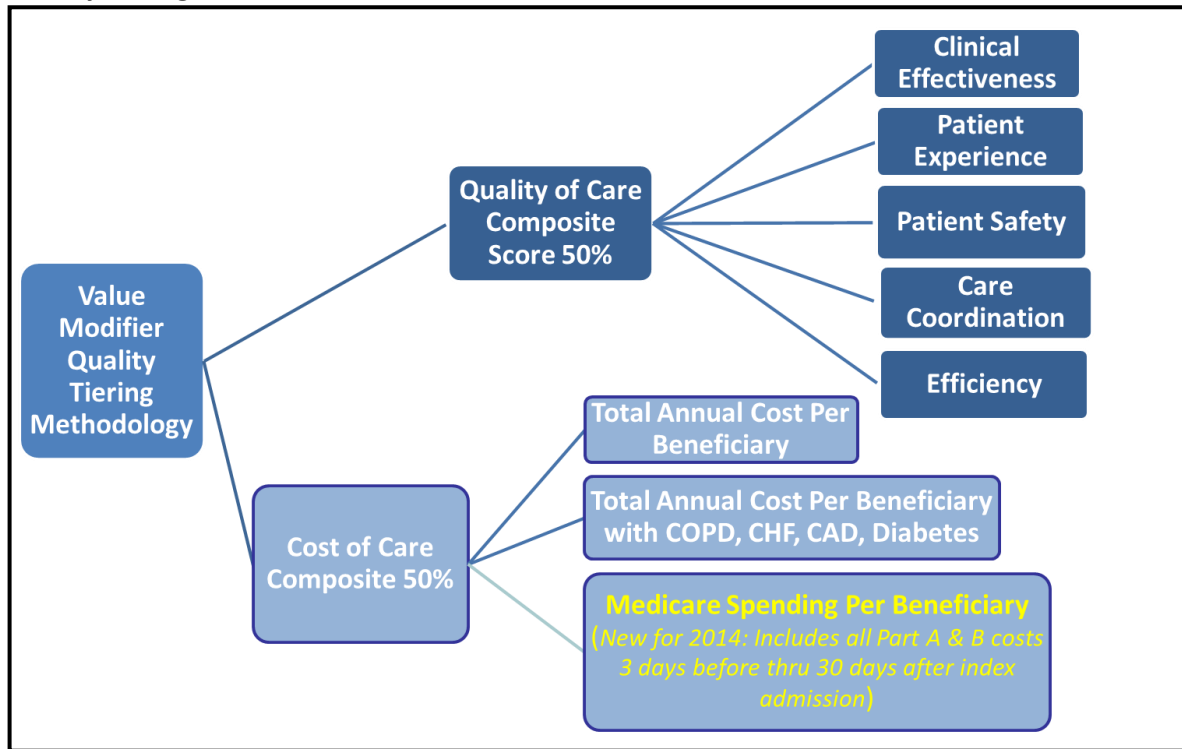 Value
Modifier
Quality
Tiering
Methodology
Quality of Care
Composite
Score 50%
Clinical
Effectiveness
Patient
Experience
Patient Safety
Care
Coordination
Efficiency
Cost of Care
Composite 50%
Total Annual Cost Per
Beneficiary
Total Annual Cost Per Beneficiary
with COPD, CHF, CAD, Diabetes
Medicare Spending Per Beneficiary
(New for 2014: Includes all Part A & B costs
3 days before thru 30 days after index
admission)